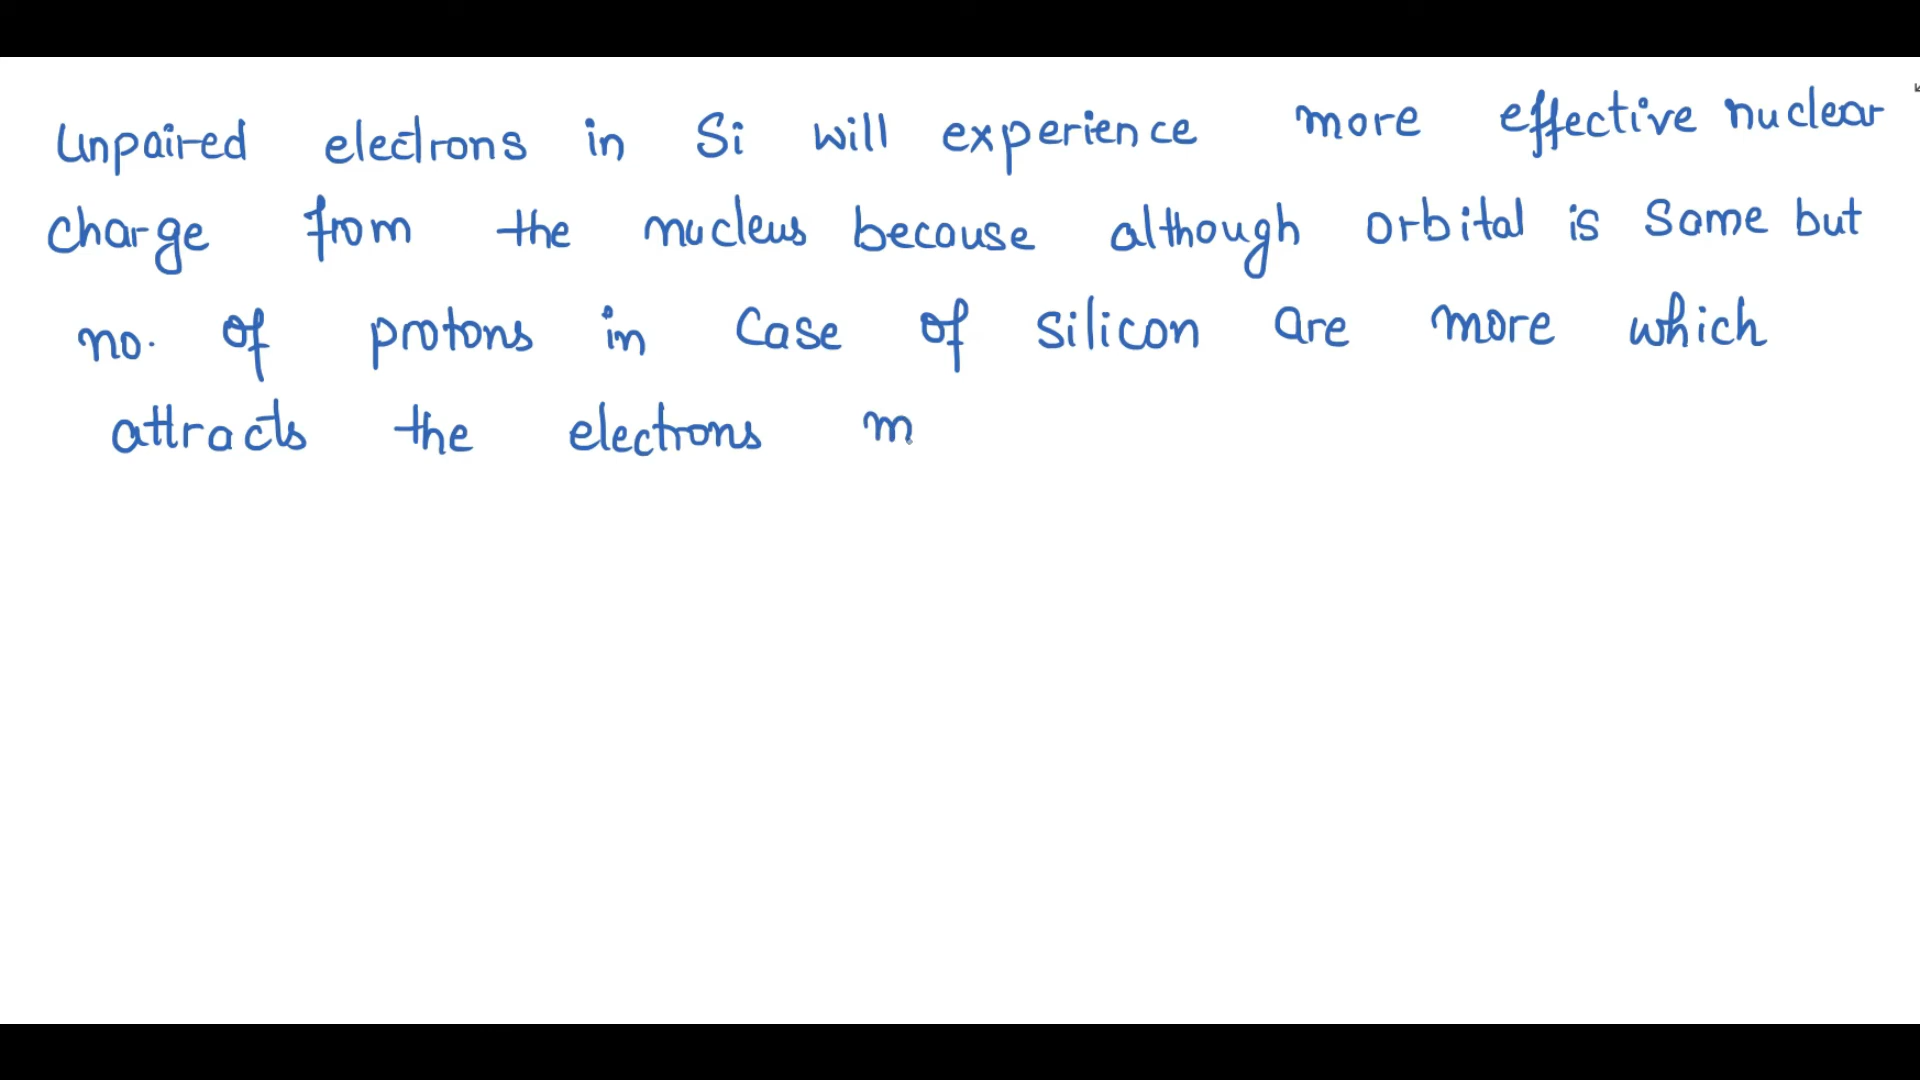 Unpaired electrons in Si will experience more effective nuclear
charge from the nucleus because although orbital is same but
no. of protons in case of silicon are more which
attracts the electrons m